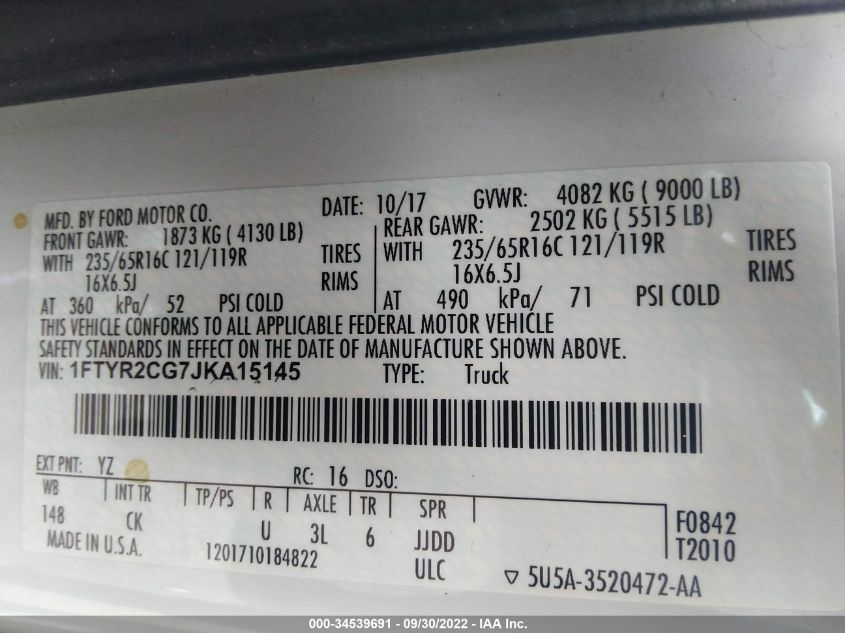 MFD. BY FORD MOTOR CO.
DATE: 10/17 GVWR: 4082 KG ( 9000 LB)
FRONT GAWR: 1873 KG ( 4130 LB)
WITH 235/65R16C 121/119R TIRES
16X6.5J RIMS
AT 360 kPa/ 52 PSI COLD
REAR GAWR: 2502 KG ( 5515 LB)
WITH 235/65R16C 121/119R TIRES
16X6.5J RIMS
AT 490 kPa/ 71 PSI COLD
THIS VEHICLE CONFORMS TO ALL APPLICABLE FEDERAL MOTOR VEHICLE
SAFETY STANDARDS IN EFFECT ON THE DATE OF MANUFACTURE SHOWN ABOVE.
VIN: 1FTYR2CG7JKA15145 TYPE: Truck
EXT PNT: YZ RC: 16 DSO:
WB INT TR TP/PS R AXLE TR SPR
148 CK U 3L 6 JJDD F0842
MADE IN U.S.A. 1201710184822 ULC T2010
▽ 5U5A-3520472-AA
000-34539691 - 09/30/2022 - IAA Inc.